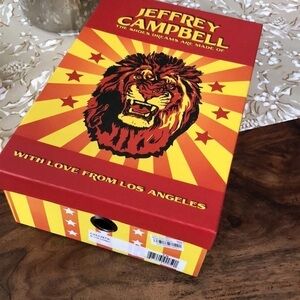 JEFFREY
CAMPBELL
THE SHOES DREAMS ARE MADE OF
WITH LOVE FROM LOS ANGELES